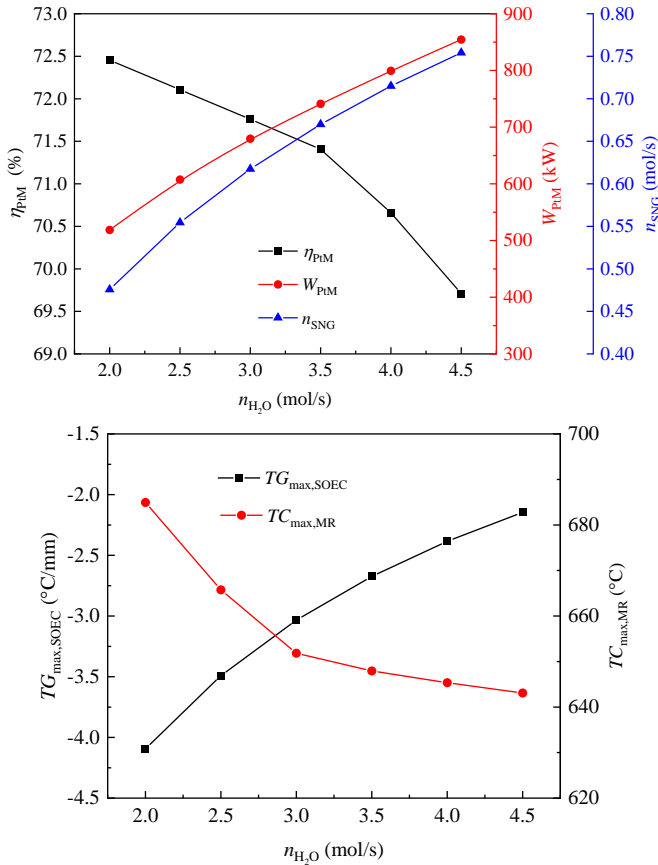 73.0
72.5
72.0
71.5
71.0
70.5
70.0
69.5
69.0
η_PtM (%)
900
800
700
600
500
400
300
W_PtM (kW)
0.75
0.70
0.65
0.60
0.55
0.50
0.45
0.40
n_SNG (mol/s)
η_PtM
W_PtM
n_SNG
2.0 2.5 3.0 3.5 4.0 4.5
n_H₂O (mol/s)
-1.5
-2.0
-2.5
-3.0
-3.5
-4.0
-4.5
TG_max,SOEC (°C/mm)
700
680
660
640
620
TC_max,MR (°C)
TG_max,SOEC
TC_max,MR
2.0 2.5 3.0 3.5 4.0 4.5
n_H₂O (mol/s)